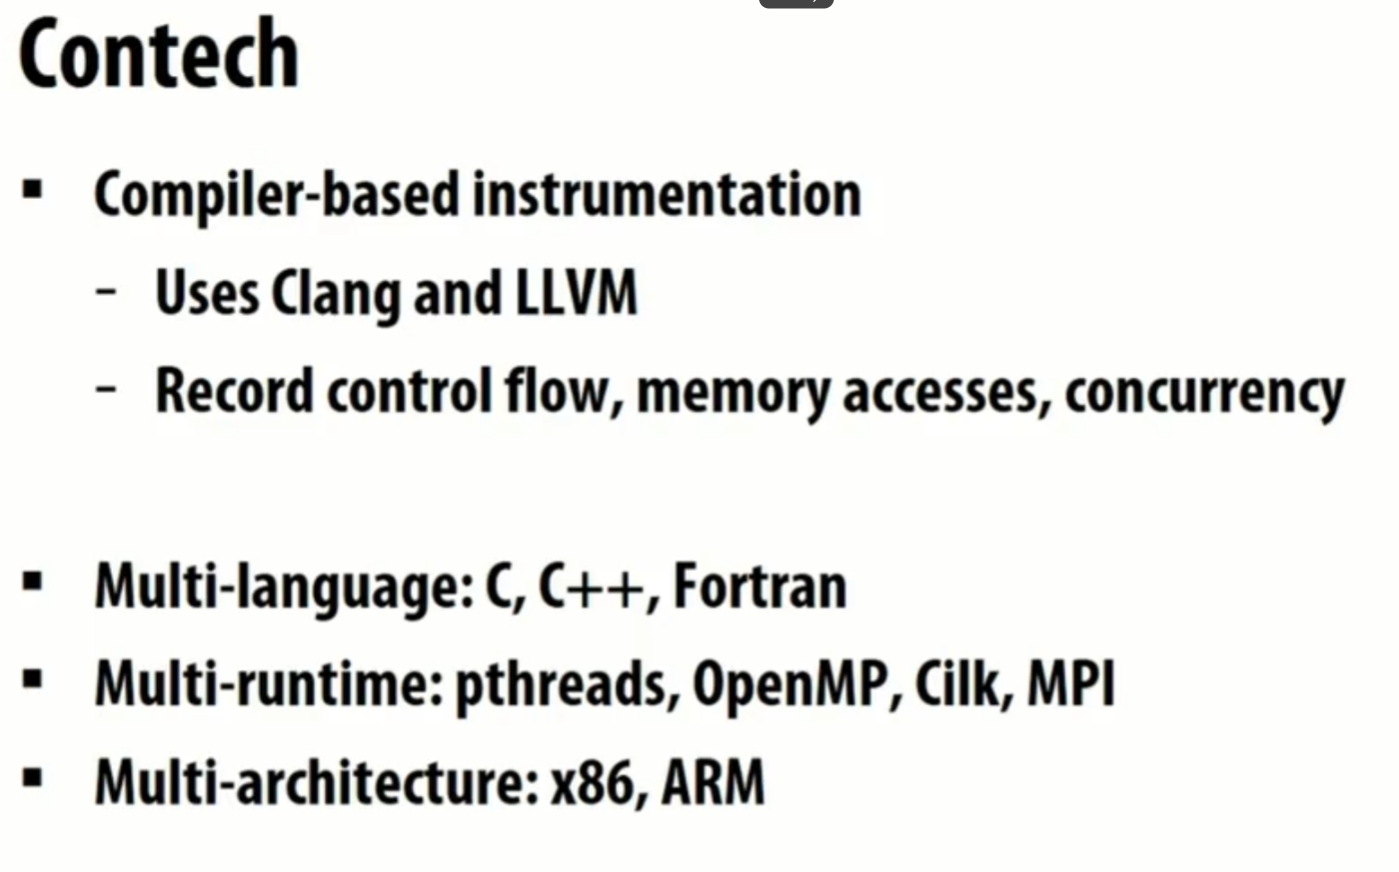 Contech
▪ Compiler-based instrumentation
– Uses Clang and LLVM
– Record control flow, memory accesses, concurrency
▪ Multi-language: C, C++, Fortran
▪ Multi-runtime: pthreads, OpenMP, Cilk, MPI
▪ Multi-architecture: x86, ARM